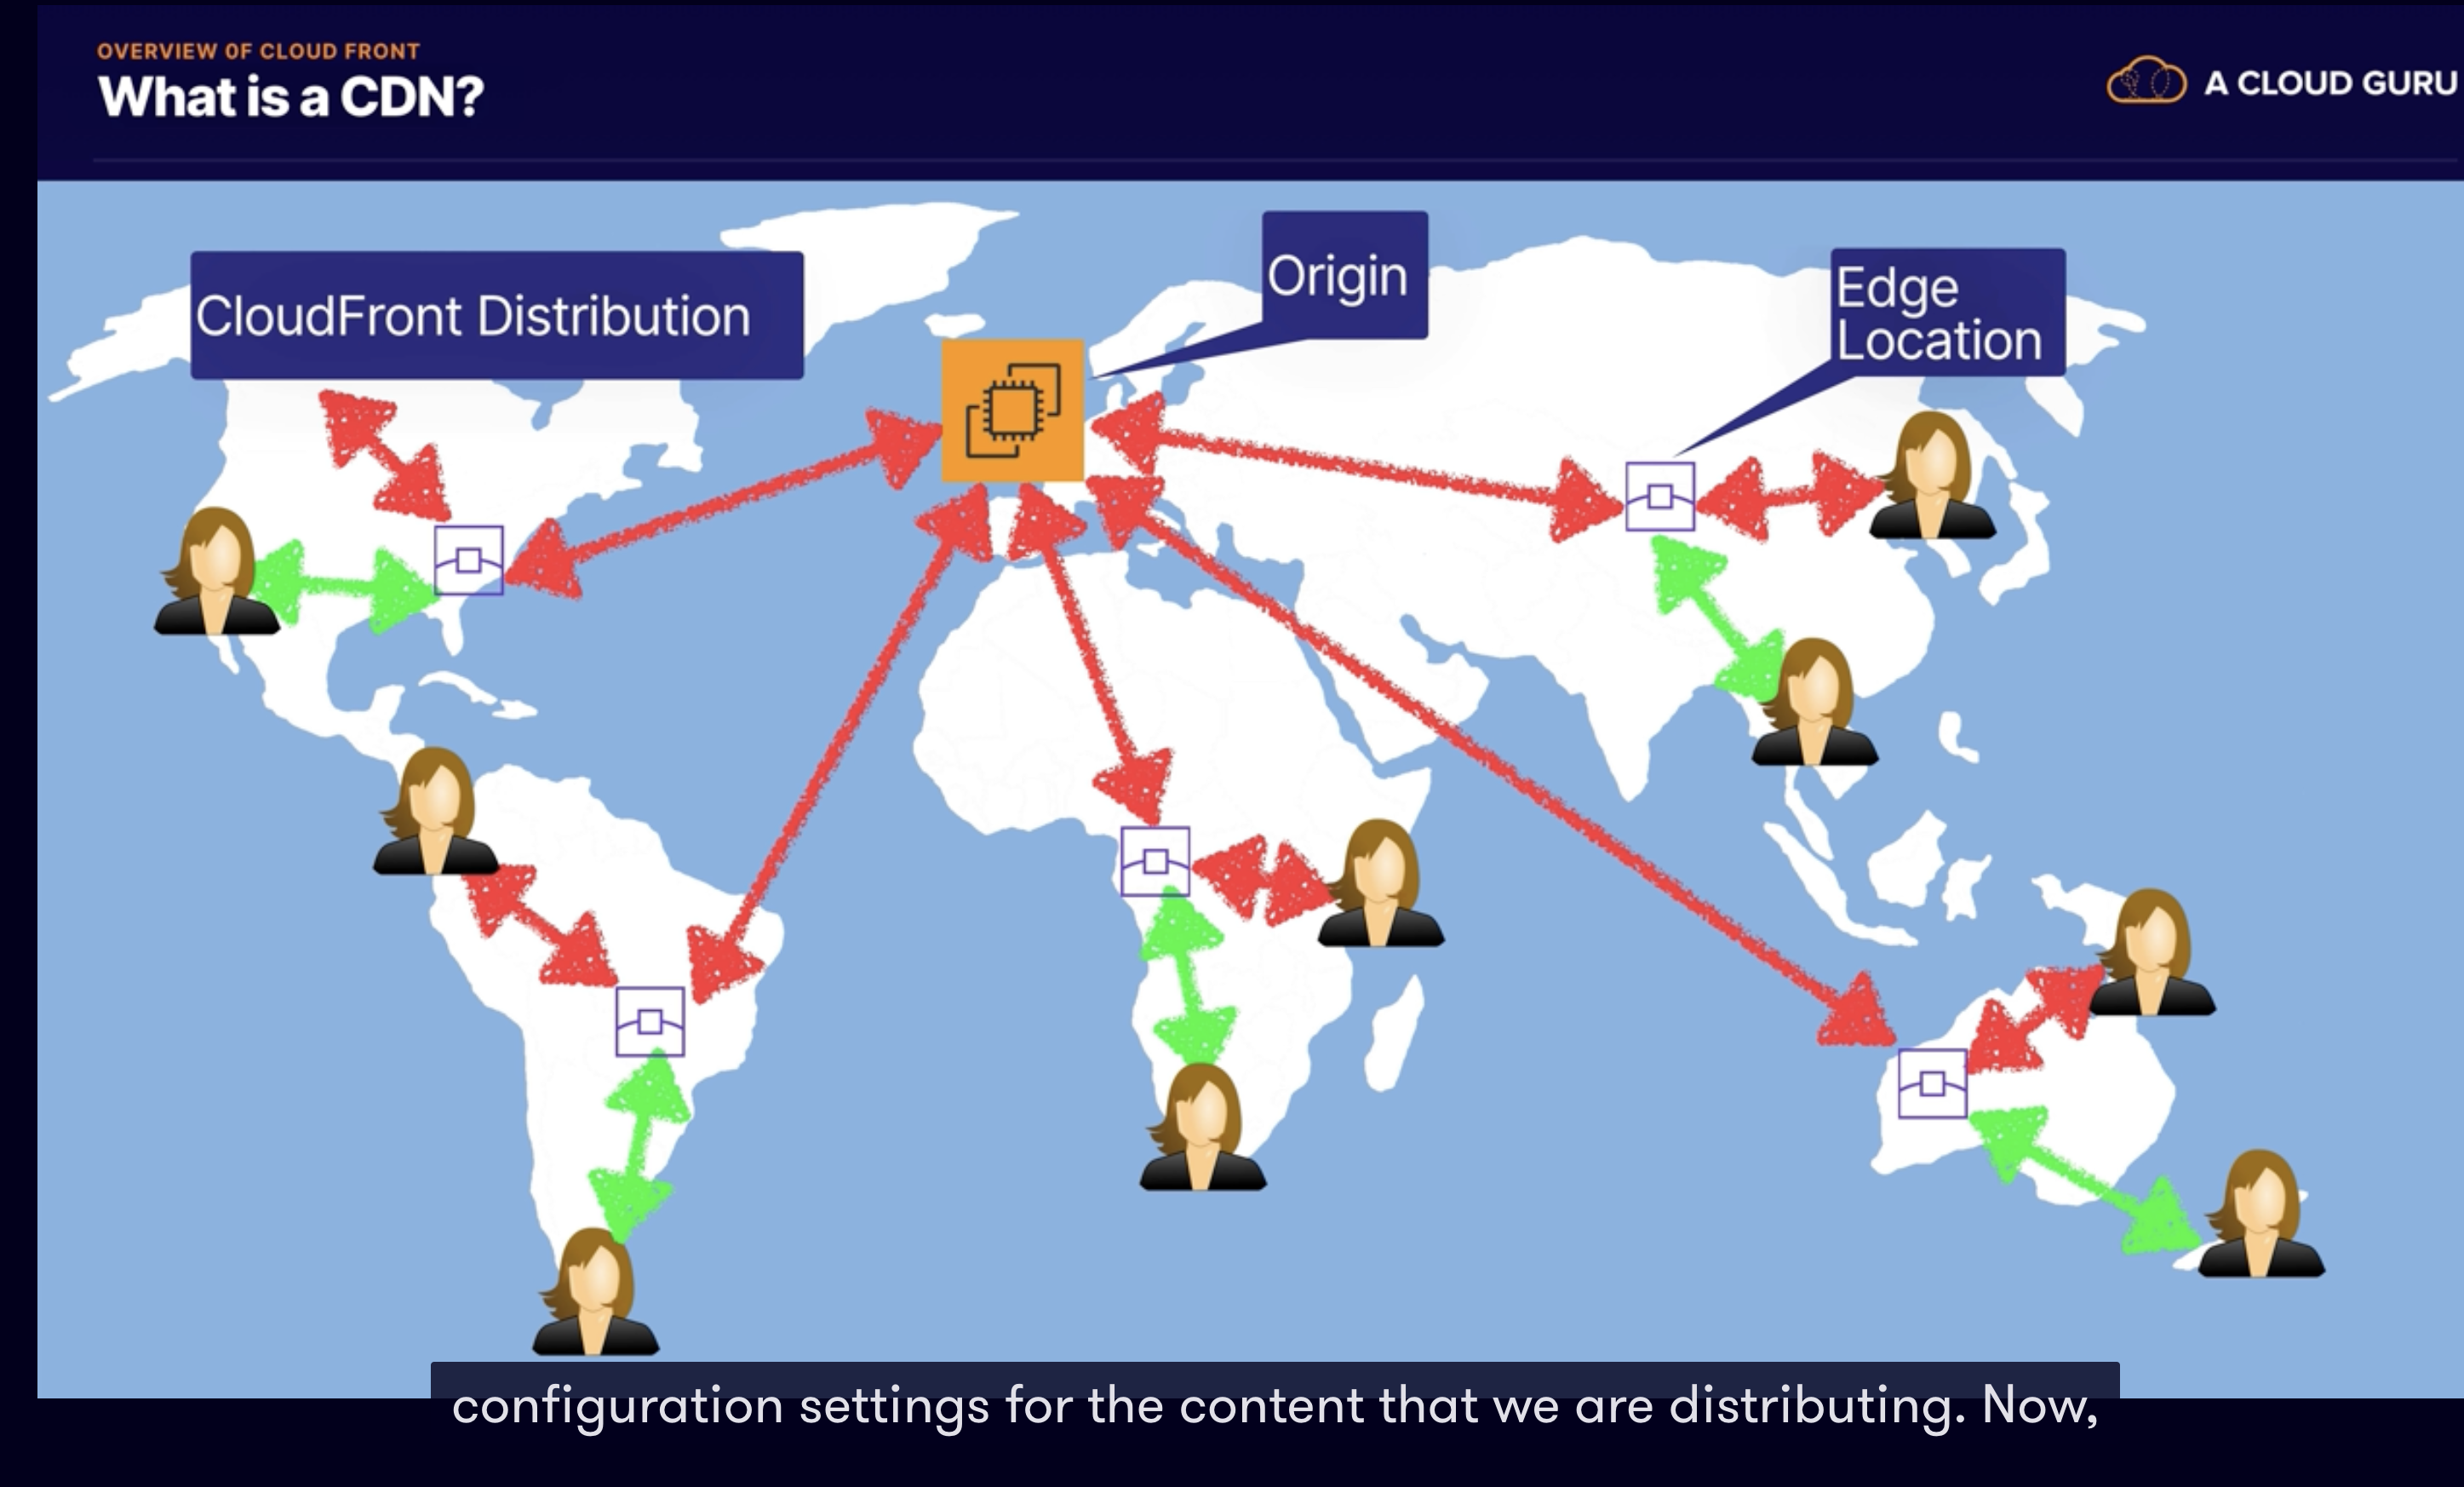 OVERVIEW 0F CLOUD FRONT
What is a CDN?
A CLOUD GURU
CloudFront Distribution
Origin
Edge
Location
configuration settings for the content that we are distributing. Now,